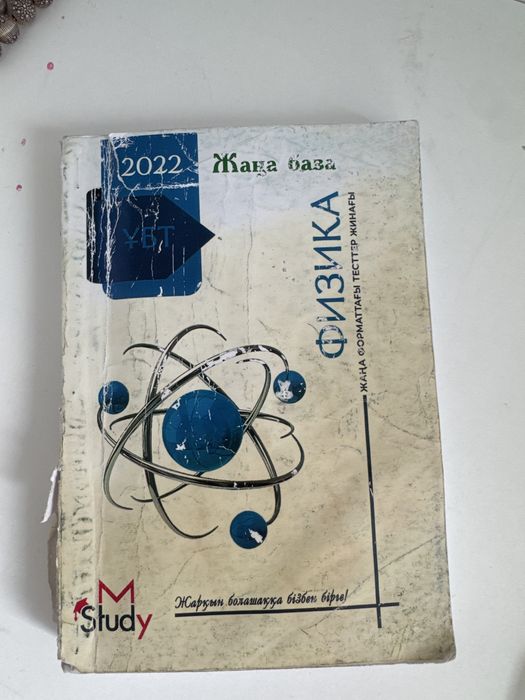 2022 Жаңа база
ҰБТ
ФИЗИКА
ЖАҢА ФОРМАТТАҒЫ ТЕСТТЕР ЖИНАҒЫ
M
Study
Жарқын болашаққа бізбен бірге!